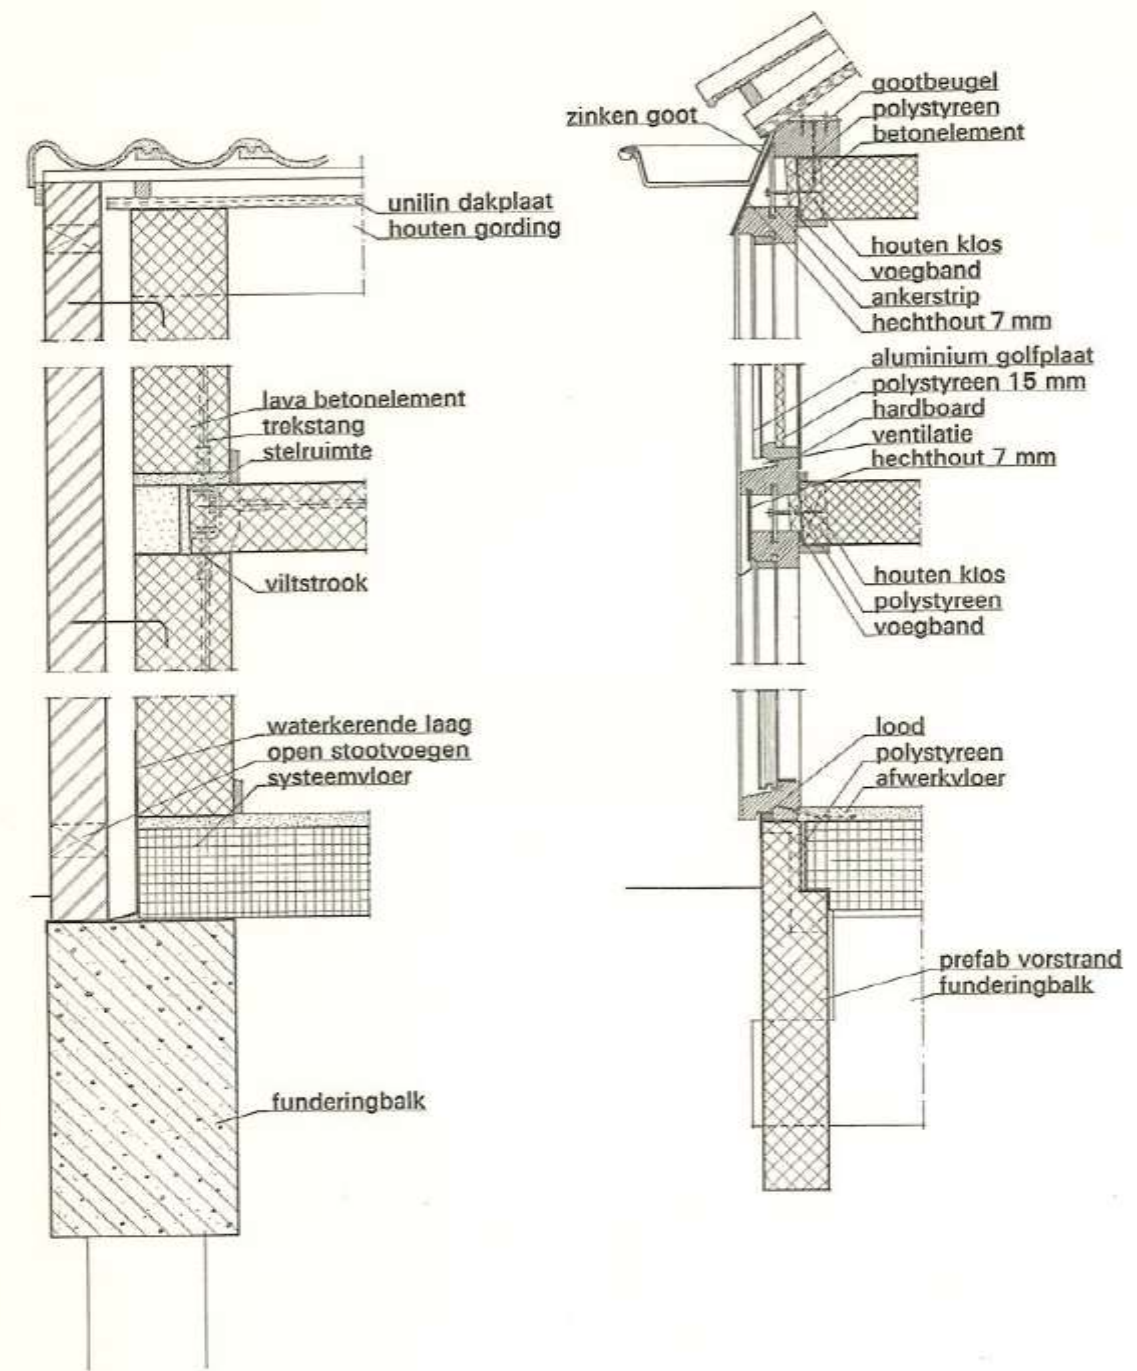 unilin dakplaat
houten gording
lava betonelement
trekstang
stelruimte
viltstrook
waterkerende laag
open stootvoegen
systeemvloer
funderingbalk
zinken goot
gootbeugel
polystyreen
betonelement
houten klos
voegband
ankerstrip
hechthout 7 mm
aluminium golfplaat
polystyreen 15 mm
hardboard
ventilatie
hechthout 7 mm
houten klos
polystyreen
voegband
lood
polystyreen
afwerkvloer
prefab vorstrand
funderingbalk